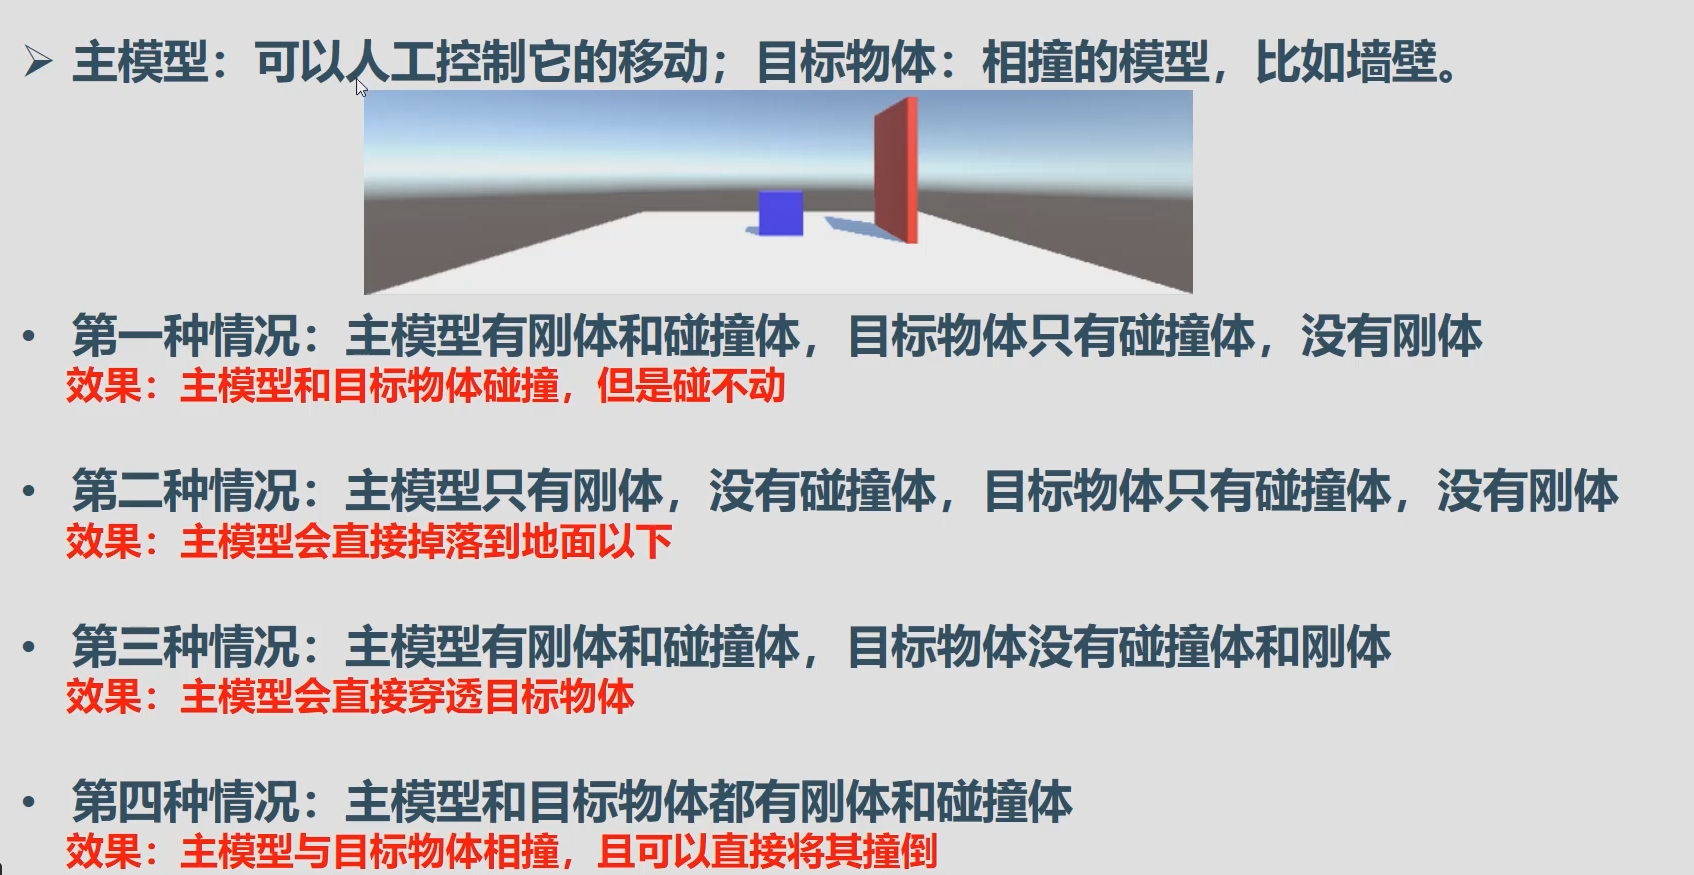 ➢ 主模型：可以人工控制它的移动；目标物体：相撞的模型，比如墙壁。
• 第一种情况：主模型有刚体和碰撞体，目标物体只有碰撞体，没有刚体
效果：主模型和目标物体碰撞，但是碰不动
• 第二种情况：主模型只有刚体，没有碰撞体，目标物体只有碰撞体，没有刚体
效果：主模型会直接掉落到地面以下
• 第三种情况：主模型有刚体和碰撞体，目标物体没有碰撞体和刚体
效果：主模型会直接穿透目标物体
• 第四种情况：主模型和目标物体都有刚体和碰撞体
效果：主模型与目标物体相撞，且可以直接将其撞倒